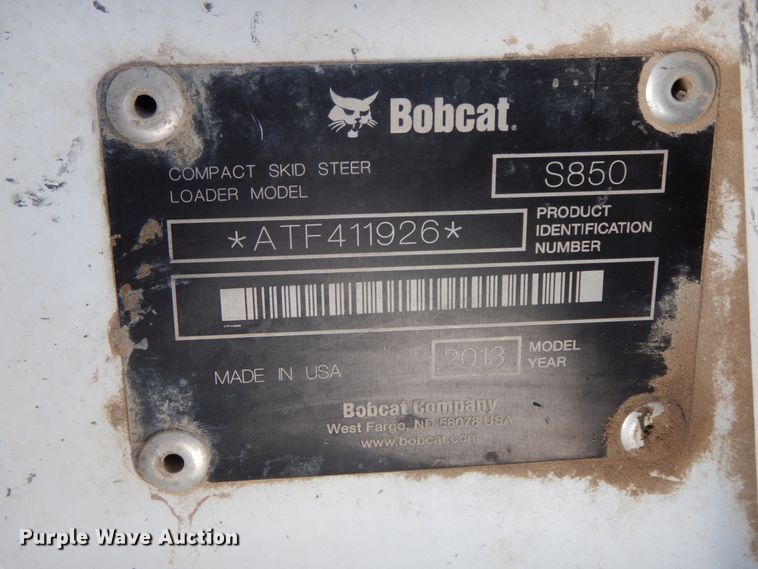 Bobcat®
COMPACT SKID STEER
LOADER MODEL
S850
*ATF411926*
PRODUCT
IDENTIFICATION
NUMBER
2013
MODEL
YEAR
MADE IN USA
Bobcat Company
West Fargo, ND 58078 USA
www.bobcat.com
Purple Wave Auction